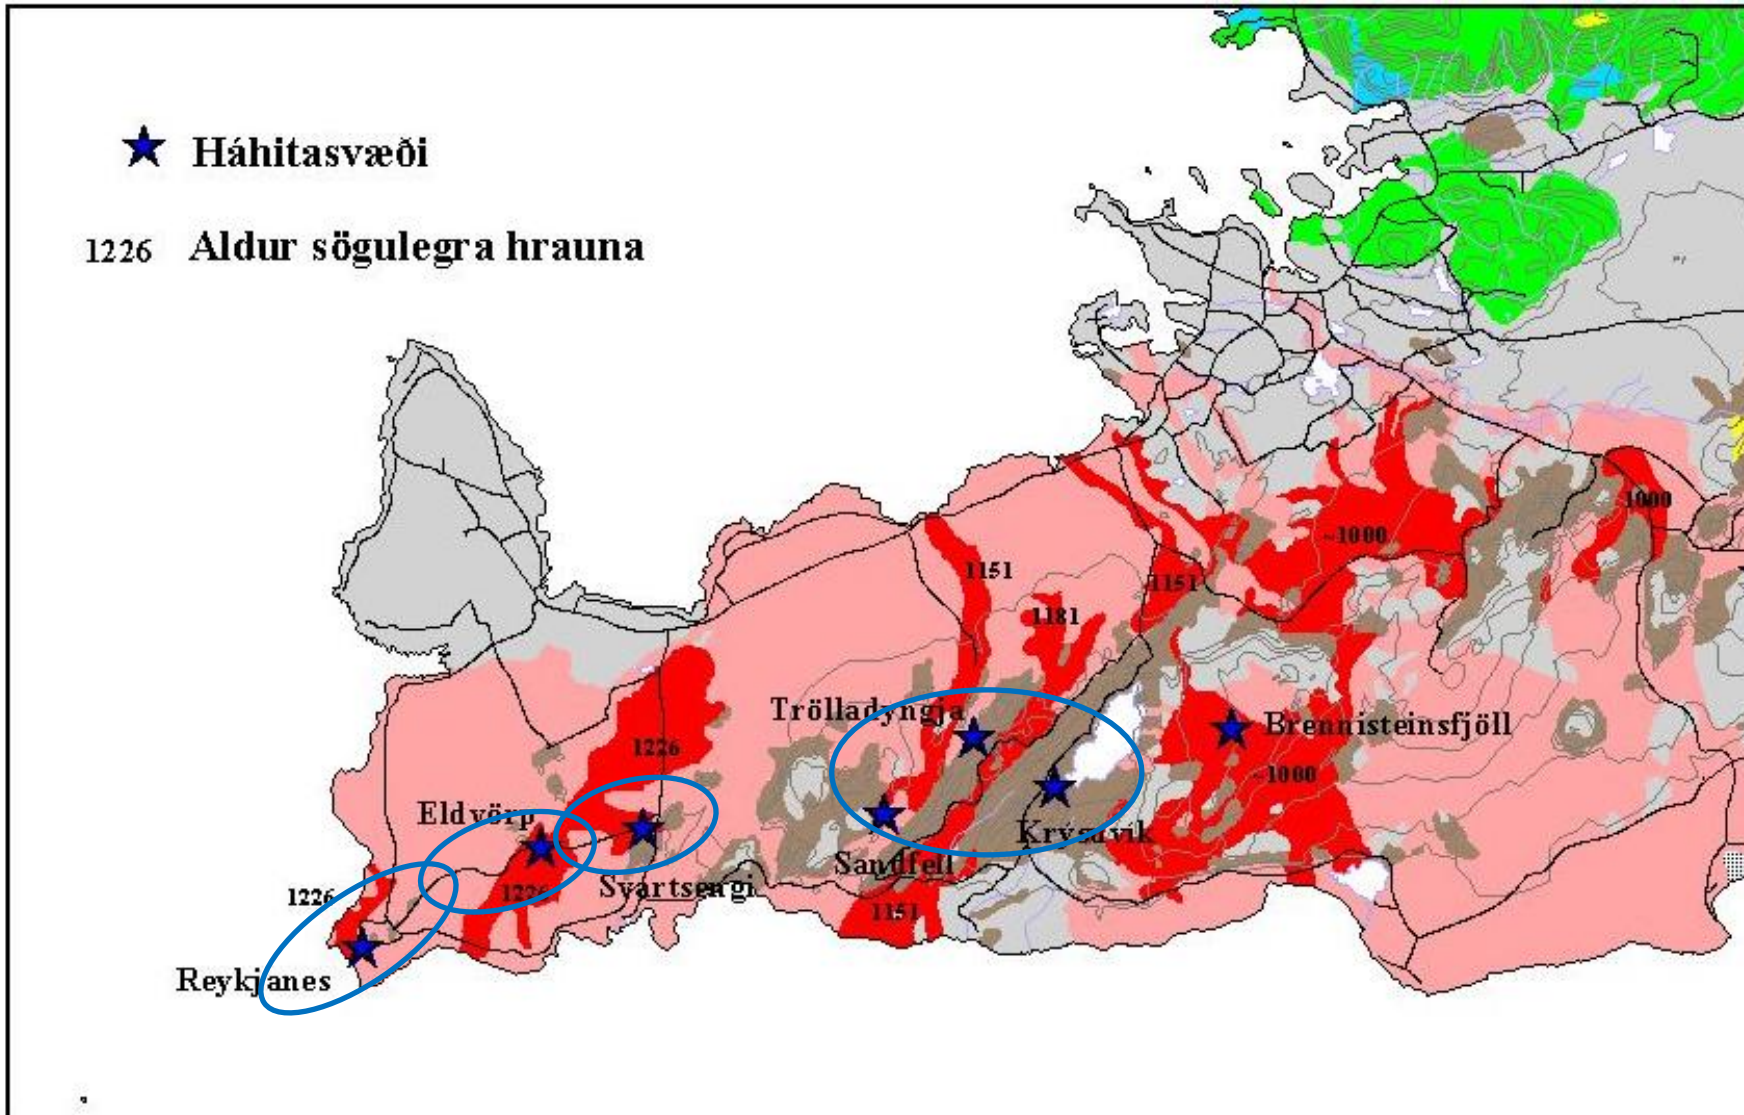 Háhitasvæði
1226 Aldur sögulegra hrauna
1000
~1000
1151
1151
1181
Trölladyngja
Brennisteinsfjöll
1226
~1000
Eldvörp
Krýsuvík
Sandfell
Svartsengi
1226
1226
1151
Reykjanes